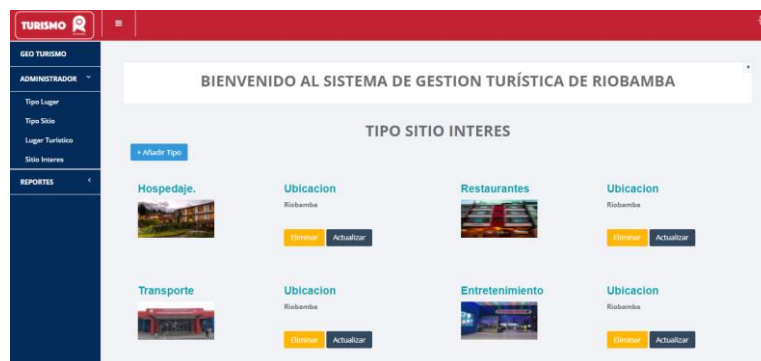 TURISMO
GEO TURISMO
ADMINISTRADOR
Tipo Lugar
Tipo Sitio
Lugar Turístico
Sitio Interes
REPORTES
BIENVENIDO AL SISTEMA DE GESTION TURÍSTICA DE RIOBAMBA
TIPO SITIO INTERES
+ Añadir Tipo
Hospedaje.
Ubicacion
Riobamba
Eliminar Actualizar
Restaurantes
Ubicacion
Riobamba
Eliminar Actualizar
Transporte
Ubicacion
Riobamba
Eliminar Actualizar
Entretenimiento
Ubicacion
Riobamba
Eliminar Actualizar